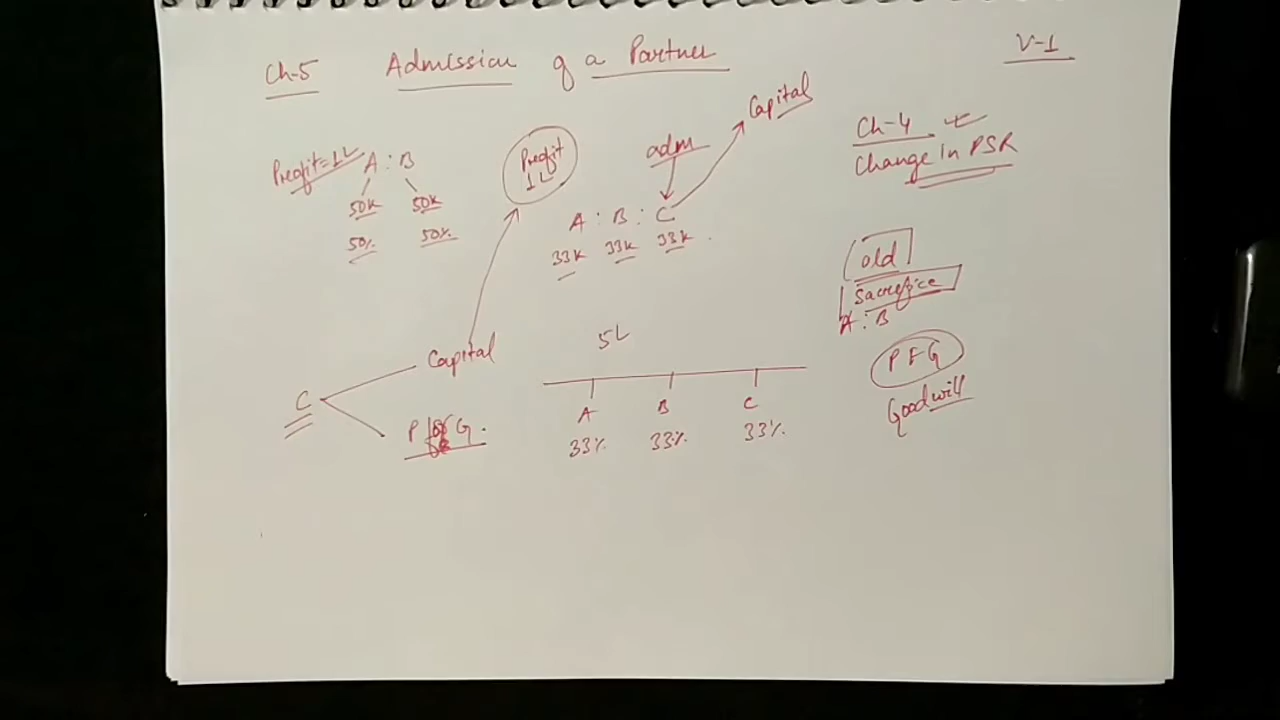 Ch-5 Admission of a Partner V-1
Capital
Ch-4
Change in PSR
Profit=1L A : B
50K 50K
50% 50%
Profit
1L
adm
A : B : C
33K 33K 33K
old
Sacrefice
A : B
PFG
Goodwill
C
Capital
P G.
5L
A B C
33% 33% 33%